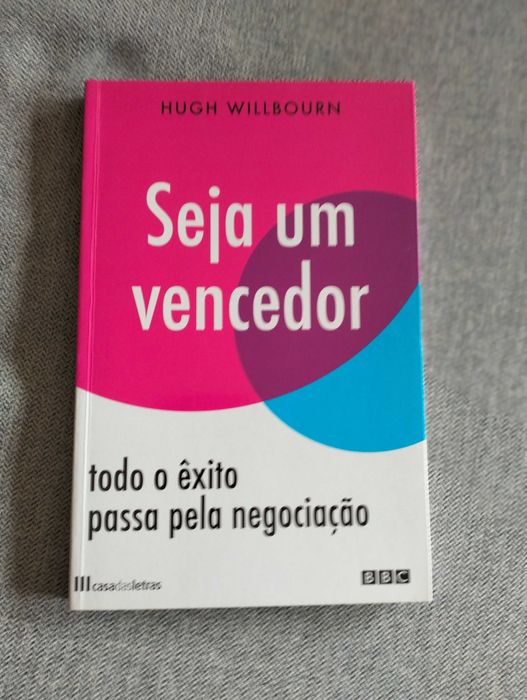 HUGH WILLBOURN
Seja um
vencedor
todo o êxito
passa pela negociação
casadasletras
BBC